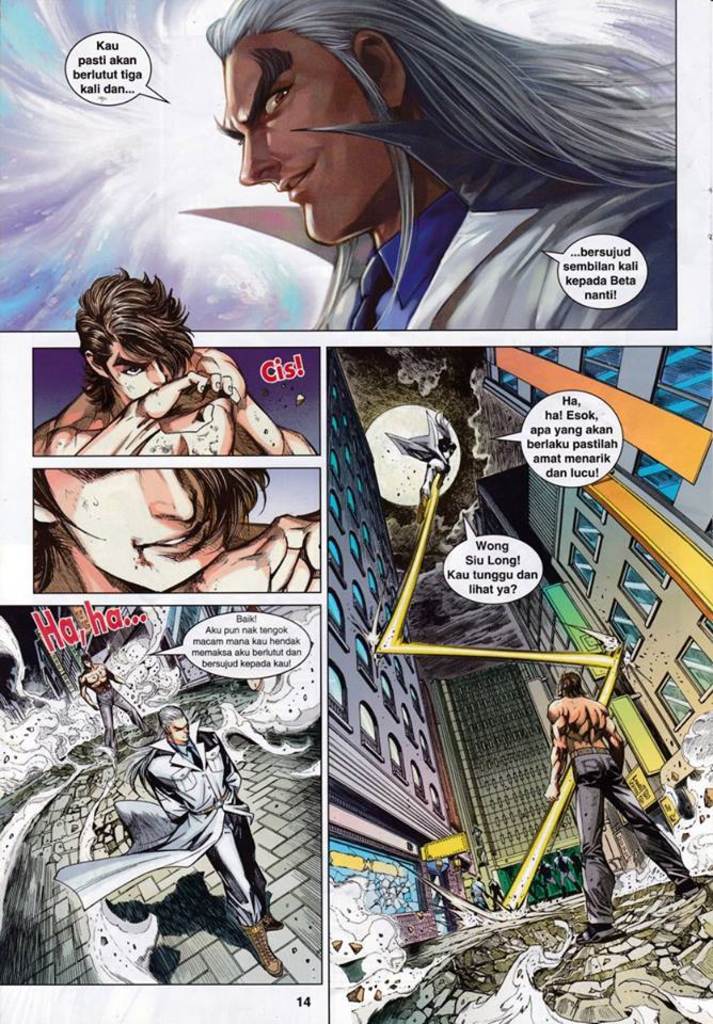 Kau
pasti akan
berlutut tiga
kali dan...
...bersujud
sembilan kali
kepada Beta
nanti!
Cis!
Ha, ha...
Baik!
Aku pun nak tengok
macam mana kau hendak
memaksa aku berlutut dan
bersujud kepada kau!
Ha,
ha! Esok,
apa yang akan
berlaku pastilah
amat menarik
dan lucu!
Wong
Siu Long!
Kau tunggu dan
lihat ya?
14